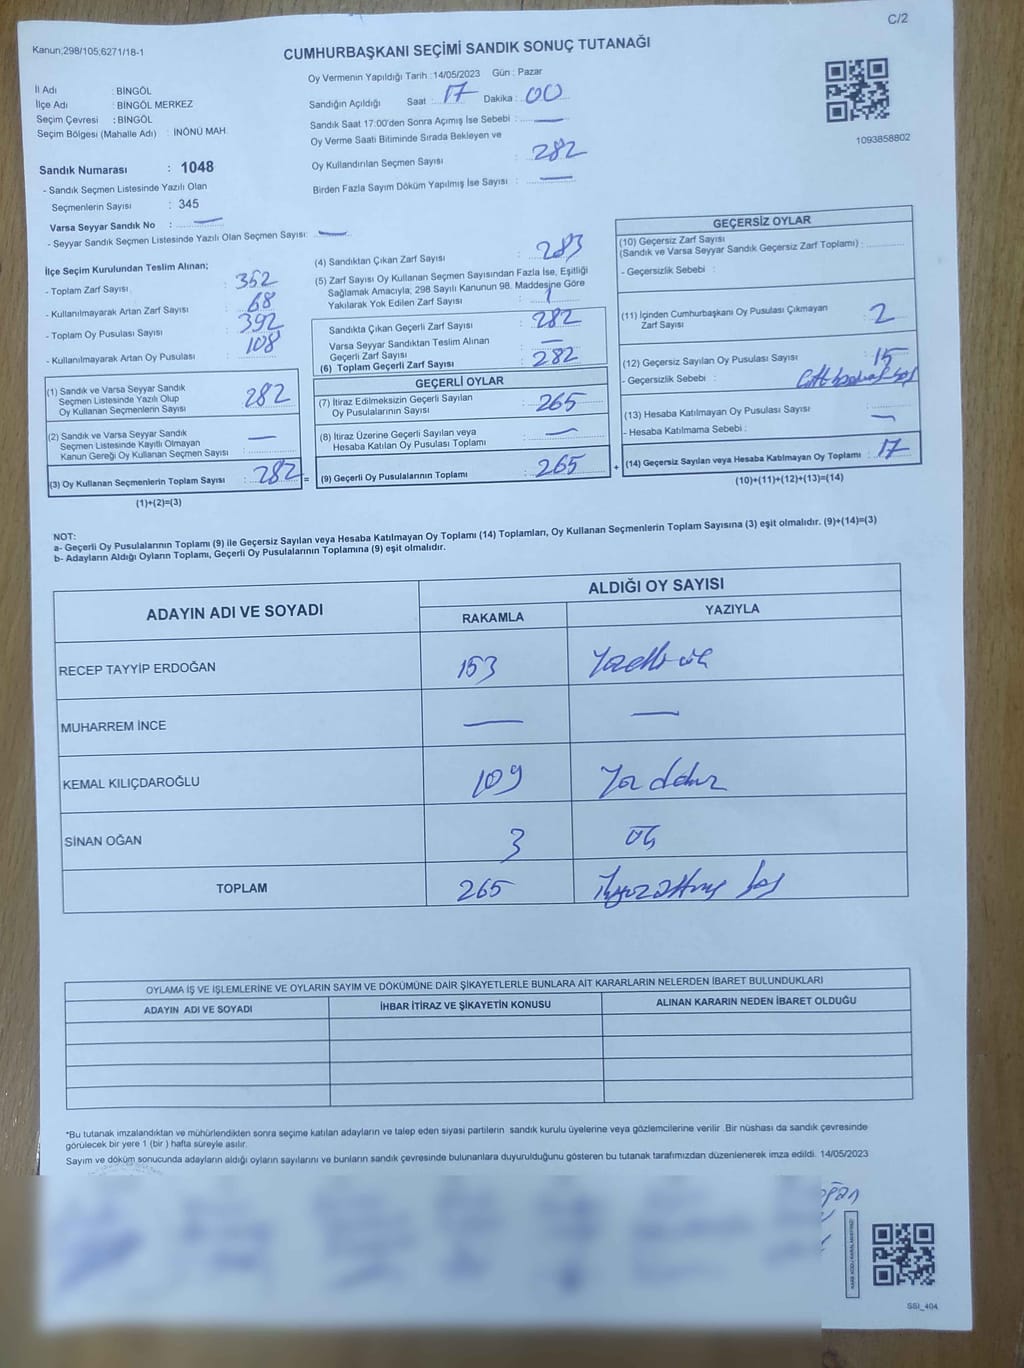 C/2
Kanun;298/105;6271/18-1
CUMHURBAŞKANI SEÇİMİ SANDIK SONUÇ TUTANAĞI
Oy Vermenin Yapıldığı Tarih :14/05/2023 Gün : Pazar
İl Adı : BİNGÖL
İlçe Adı : BİNGÖL MERKEZ
Seçim Çevresi : BİNGÖL
Seçim Bölgesi (Mahalle Adı) : İNÖNÜ MAH.
Sandığın Açıldığı Saat : 17 Dakika : 00
Sandık Saat 17:00'den Sonra Açımış İse Sebebi : —
Oy Verme Saati Bitiminde Sırada Bekleyen ve
Oy Kullandırılan Seçmen Sayısı : 282
Birden Fazla Sayım Döküm Yapılmış İse Sayısı : —
1093858802
Sandık Numarası : 1048
- Sandık Seçmen Listesinde Yazılı Olan
Seçmenlerin Sayısı : 345
Varsa Seyyar Sandık No : —
- Seyyar Sandık Seçmen Listesinde Yazılı Olan Seçmen Sayısı: —
İlçe Seçim Kurulundan Teslim Alınan;
- Toplam Zarf Sayısı : 352
- Kullanılmayarak Artan Zarf Sayısı : 68
- Toplam Oy Pusulası Sayısı : 392
- Kullanılmayarak Artan Oy Pusulası : 108
(1) Sandık ve Varsa Seyyar Sandık
Seçmen Listesinde Yazılı Olup
Oy Kullanan Seçmenlerin Sayısı : 282
(2) Sandık ve Varsa Seyyar Sandık
Seçmen Listesinde Kayıtlı Olmayan
Kanun Gereği Oy Kullanan Seçmen Sayısı : —
(3) Oy Kullanan Seçmenlerin Toplam Sayısı : 282 =
(1)+(2)=(3)
(4) Sandıktan Çıkan Zarf Sayısı : 283
(5) Zarf Sayısı Oy Kullanan Seçmen Sayısından Fazla İse, Eşitliği
Sağlamak Amacıyla; 298 Sayılı Kanunun 98. Maddesine Göre
Yakılarak Yok Edilen Zarf Sayısı : 1
Sandıkta Çıkan Geçerli Zarf Sayısı : 282
Varsa Seyyar Sandıktan Teslim Alınan
Geçerli Zarf Sayısı : —
(6) Toplam Geçerli Zarf Sayısı : 282
GEÇERLİ OYLAR
(7) İtiraz Edilmeksizin Geçerli Sayılan
Oy Pusulalarının Sayısı : 265
(8) İtiraz Üzerine Geçerli Sayılan veya
Hesaba Katılan Oy Pusulası Toplamı : —
(9) Geçerli Oy Pusulalarının Toplamı : 265 +
GEÇERSİZ OYLAR
(10) Geçersiz Zarf Sayısı
(Sandık ve Varsa Seyyar Sandık Geçersiz Zarf Toplamı) :
- Geçersizlik Sebebi :
(11) İçinden Cumhurbaşkanı Oy Pusulası Çıkmayan
Zarf Sayısı : 2
(12) Geçersiz Sayılan Oy Pusulası Sayısı : 15
- Geçersizlik Sebebi :
(13) Hesaba Katılmayan Oy Pusulası Sayısı : —
- Hesaba Katılmama Sebebi :
(14) Geçersiz Sayılan veya Hesaba Katılmayan Oy Toplamı : 17
(10)+(11)+(12)+(13)=(14)
NOT:
a- Geçerli Oy Pusulalarının Toplamı (9) ile Geçersiz Sayılan veya Hesaba Katılmayan Oy Toplamı (14) Toplamları, Oy Kullanan Seçmenlerin Toplam Sayısına (3) eşit olmalıdır. (9)+(14)=(3)
b- Adayların Aldığı Oyların Toplamı, Geçerli Oy Pusulalarının Toplamına (9) eşit olmalıdır.
ADAYIN ADI VE SOYADI
ALDIĞI OY SAYISI
RAKAMLA YAZIYLA
RECEP TAYYİP ERDOĞAN 153 Yüzelli üç
MUHARREM İNCE — —
KEMAL KILIÇDAROĞLU 109 Yüz dokuz
SİNAN OĞAN 3 üç
TOPLAM 265 İkiyüzaltmış beş
OYLAMA İŞ VE İŞLEMLERİNE VE OYLARIN SAYIM VE DÖKÜMÜNE DAİR ŞİKAYETLERLE BUNLARA AİT KARARLARIN NELERDEN İBARET BULUNDUKLARI
ADAYIN ADI VE SOYADI İHBAR İTİRAZ VE ŞİKAYETİN KONUSU ALINAN KARARIN NEDEN İBARET OLDUĞU
*Bu tutanak imzalandıktan ve mühürlendikten sonra seçime katılan adayların ve talep eden siyasi partilerin sandık kurulu üyelerine veya gözlemcilerine verilir .Bir nüshası da sandık çevresinde
görülecek bir yere 1 (bir ) hafta süreyle asılır.
Sayım ve döküm sonucunda adayların aldığı oyların sayılarını ve bunların sandık çevresinde bulunanlara duyurulduğunu gösteren bu tutanak tarafımızdan düzenlenerek imza edildi. 14/05/2023
SSI_404